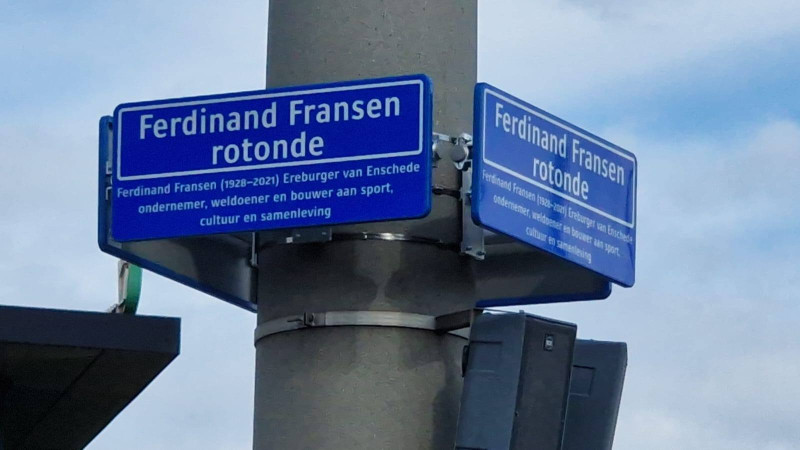 Ferdinand Fransen
rotonde
Ferdinand Fransen (1928-2021) Ereburger van Enschede
ondernemer, weldoener en bouwer aan sport,
cultuur en samenleving
Ferdinand Fransen
rotonde
Ferdinand Fransen (1928-2021) Ereburger van Enschede
ondernemer, weldoener en bouwer aan sport,
cultuur en samenleving